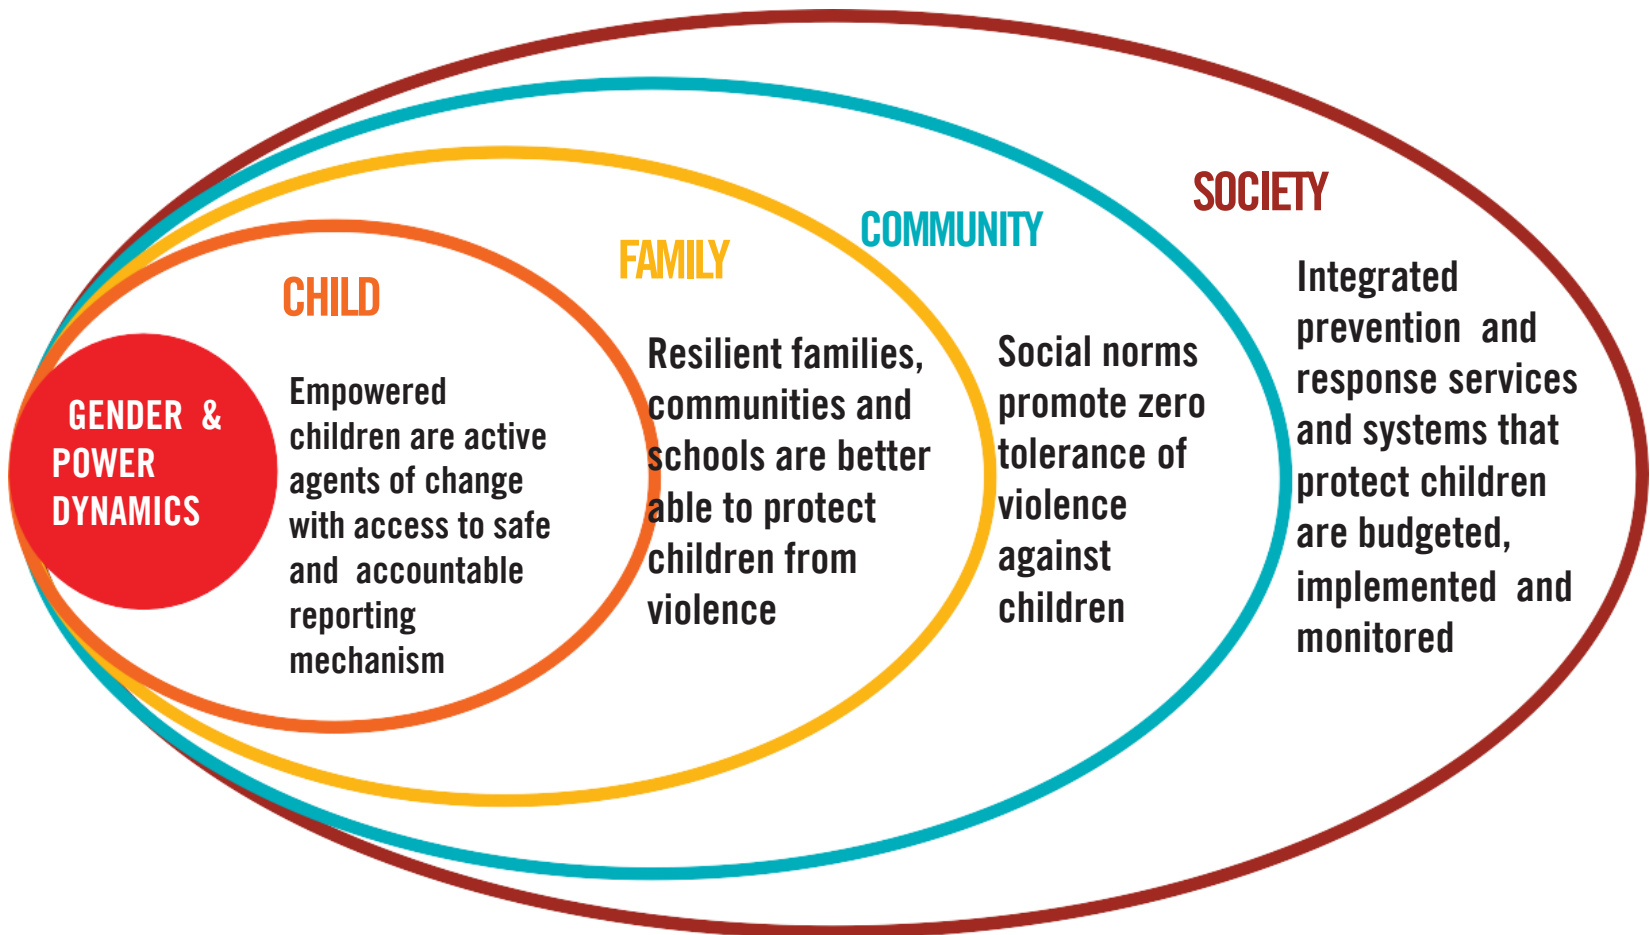 GENDER & 
POWER
DYNAMICS
CHILD
Empowered
children are active
agents of change
with access to safe
and accountable
reporting
mechanism
FAMILY
Resilient families,
communities and
schools are better
able to protect
children from
violence
COMMUNITY
Social norms
promote zero
tolerance of
violence
against
children
SOCIETY
Integrated
prevention and
response services
and systems that
protect children
are budgeted,
implemented and
monitored